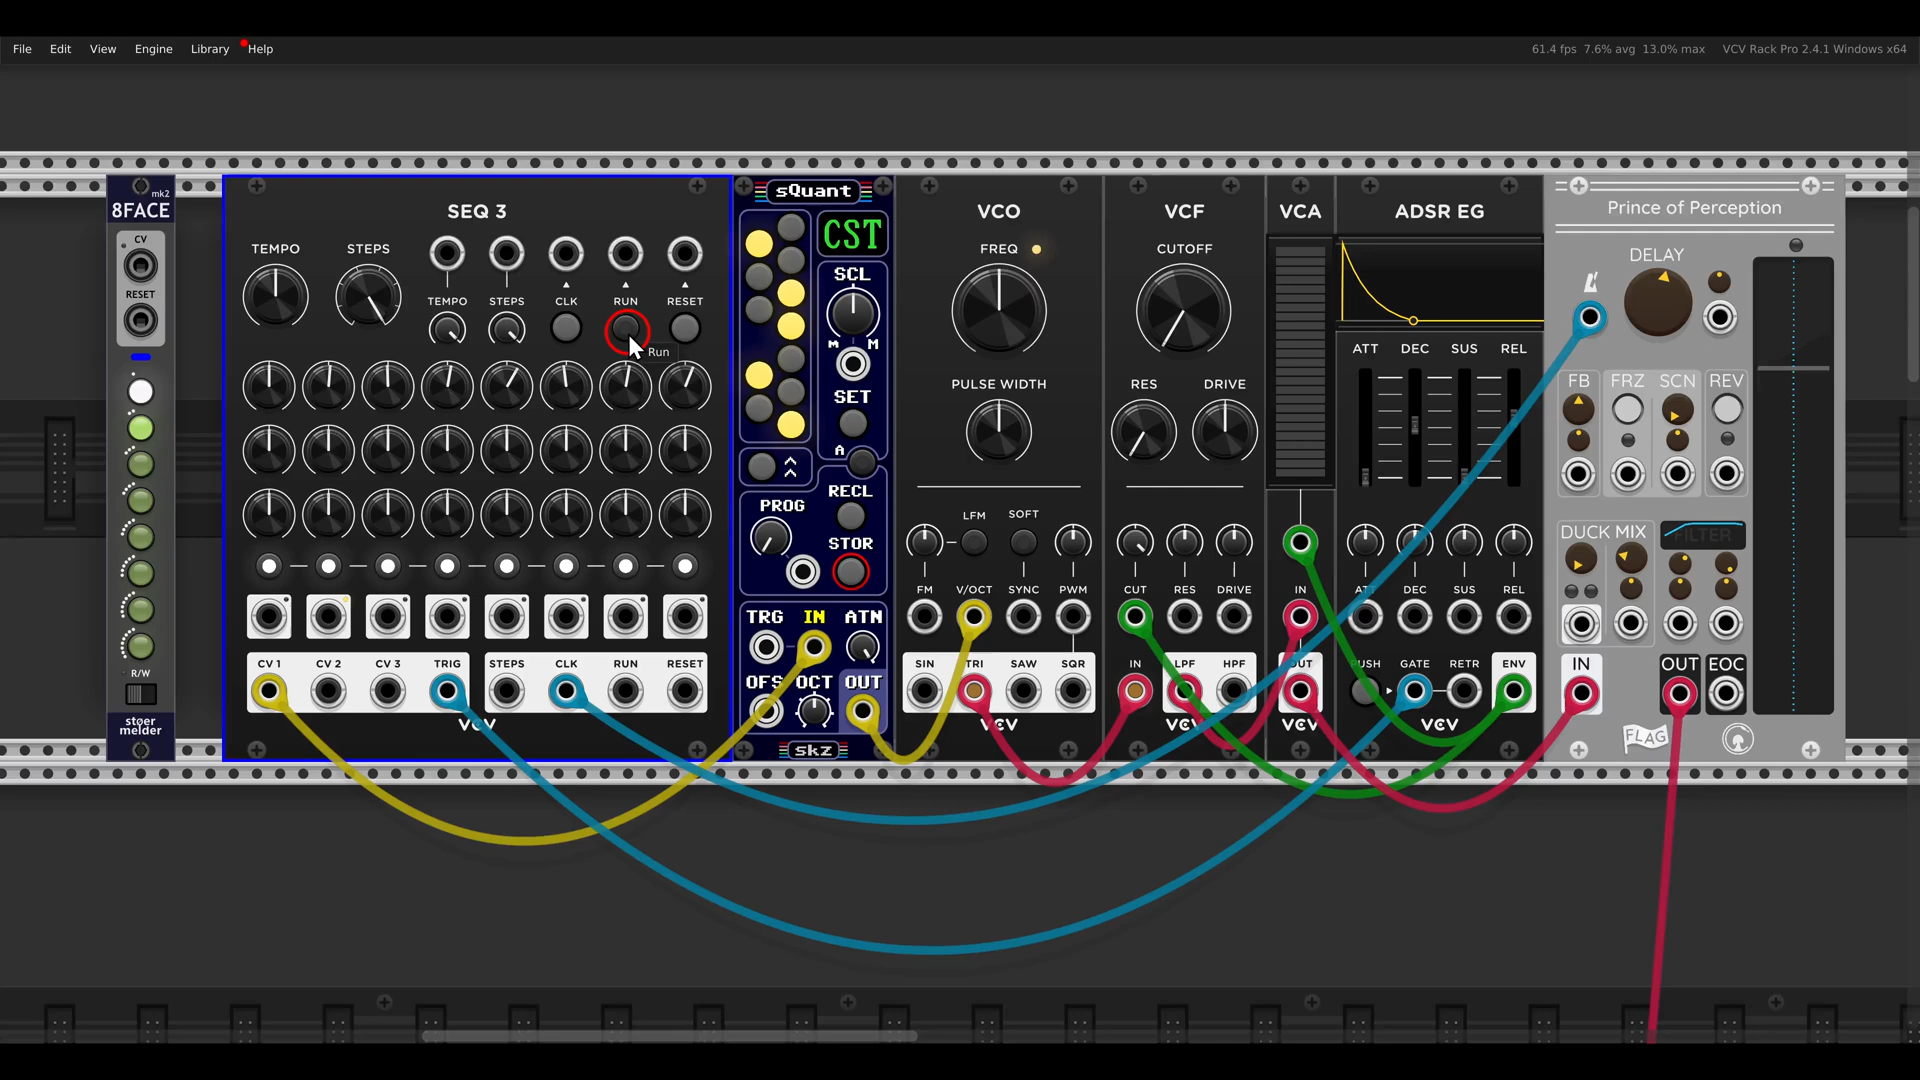 File Edit View Engine Library Help
61.4 fps 7.6% avg 13.0% max VCV Rack Pro 2.4.1 Windows x64
mk2
8FACE
CV
RESET
R/W
støer
melder
SEQ 3
TEMPO STEPS
TEMPO STEPS CLK RUN RESET
Run
CV 1 CV 2 CV 3 TRIG STEPS CLK RUN RESET
VCV
sQuant
CST
SCL
m M
SET
A
RECL
PROG
STOR
TRG IN ATN
OFS OCT OUT
skz
VCO
FREQ
PULSE WIDTH
LFM SOFT
FM V/OCT SYNC PWM
SIN TRI SAW SQR
VCV
VCF
CUTOFF
RES DRIVE
CUT RES DRIVE
IN LPF HPF
VCV
VCA
IN
OUT
VCV
ADSR EG
ATT DEC SUS REL
ATT DEC SUS REL
PUSH GATE RETR ENV
VCV
Prince of Perception
DELAY
FB FRZ SCN REV
DUCK MIX FILTER
IN OUT EOC
FLAG